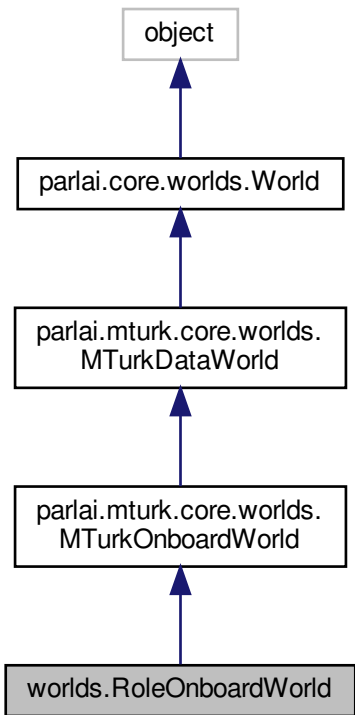 object
parlai.core.worlds.World
parlai.mturk.core.worlds.
MTurkDataWorld
parlai.mturk.core.worlds.
MTurkOnboardWorld
worlds.RoleOnboardWorld